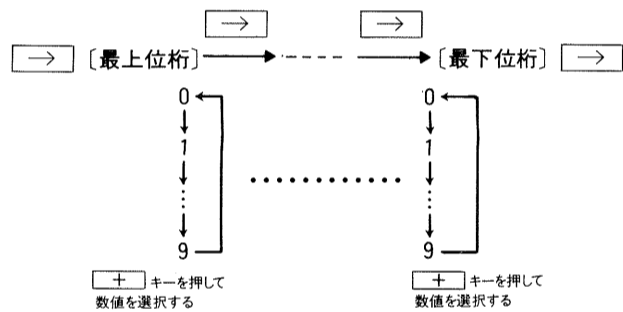 → →
→ 〔最上位桁〕 → ---- → 〔最下位桁〕 →
0 0
1 1
⋮ ············ ⋮
9 9
+ キーを押して + キーを押して
数値を選択する 数値を選択する